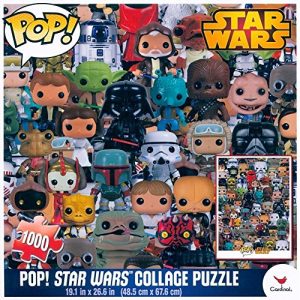 POP!
STAR
WARS
1000
POP! STAR WARS COLLAGE PUZZLE
19.1 in x 26.6 in (48.5 cm x 67.6 cm)
Cardinal